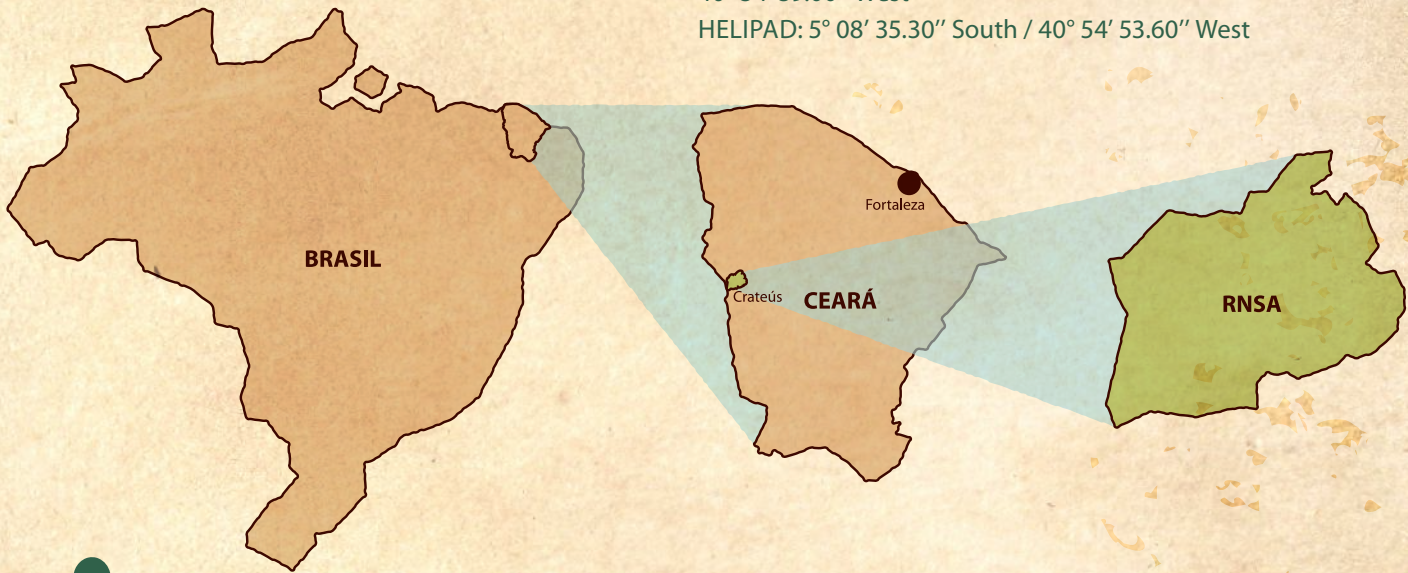 HELIPAD: 5° 08’ 35.30’’ South / 40° 54’ 53.60’’ West
BRASIL
Fortaleza
Crateús
CEARÁ
RNSA